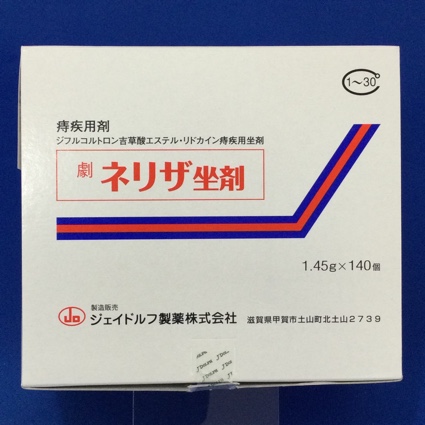 1～30°
痔疾用剤
ジフルコルトロン吉草酸エステル・リドカイン痔疾用坐剤
劇 ネリザ坐剤
1.45g×140個
JD
製造販売
ジェイドルフ製薬株式会社 滋賀県甲賀市土山町北土山2739